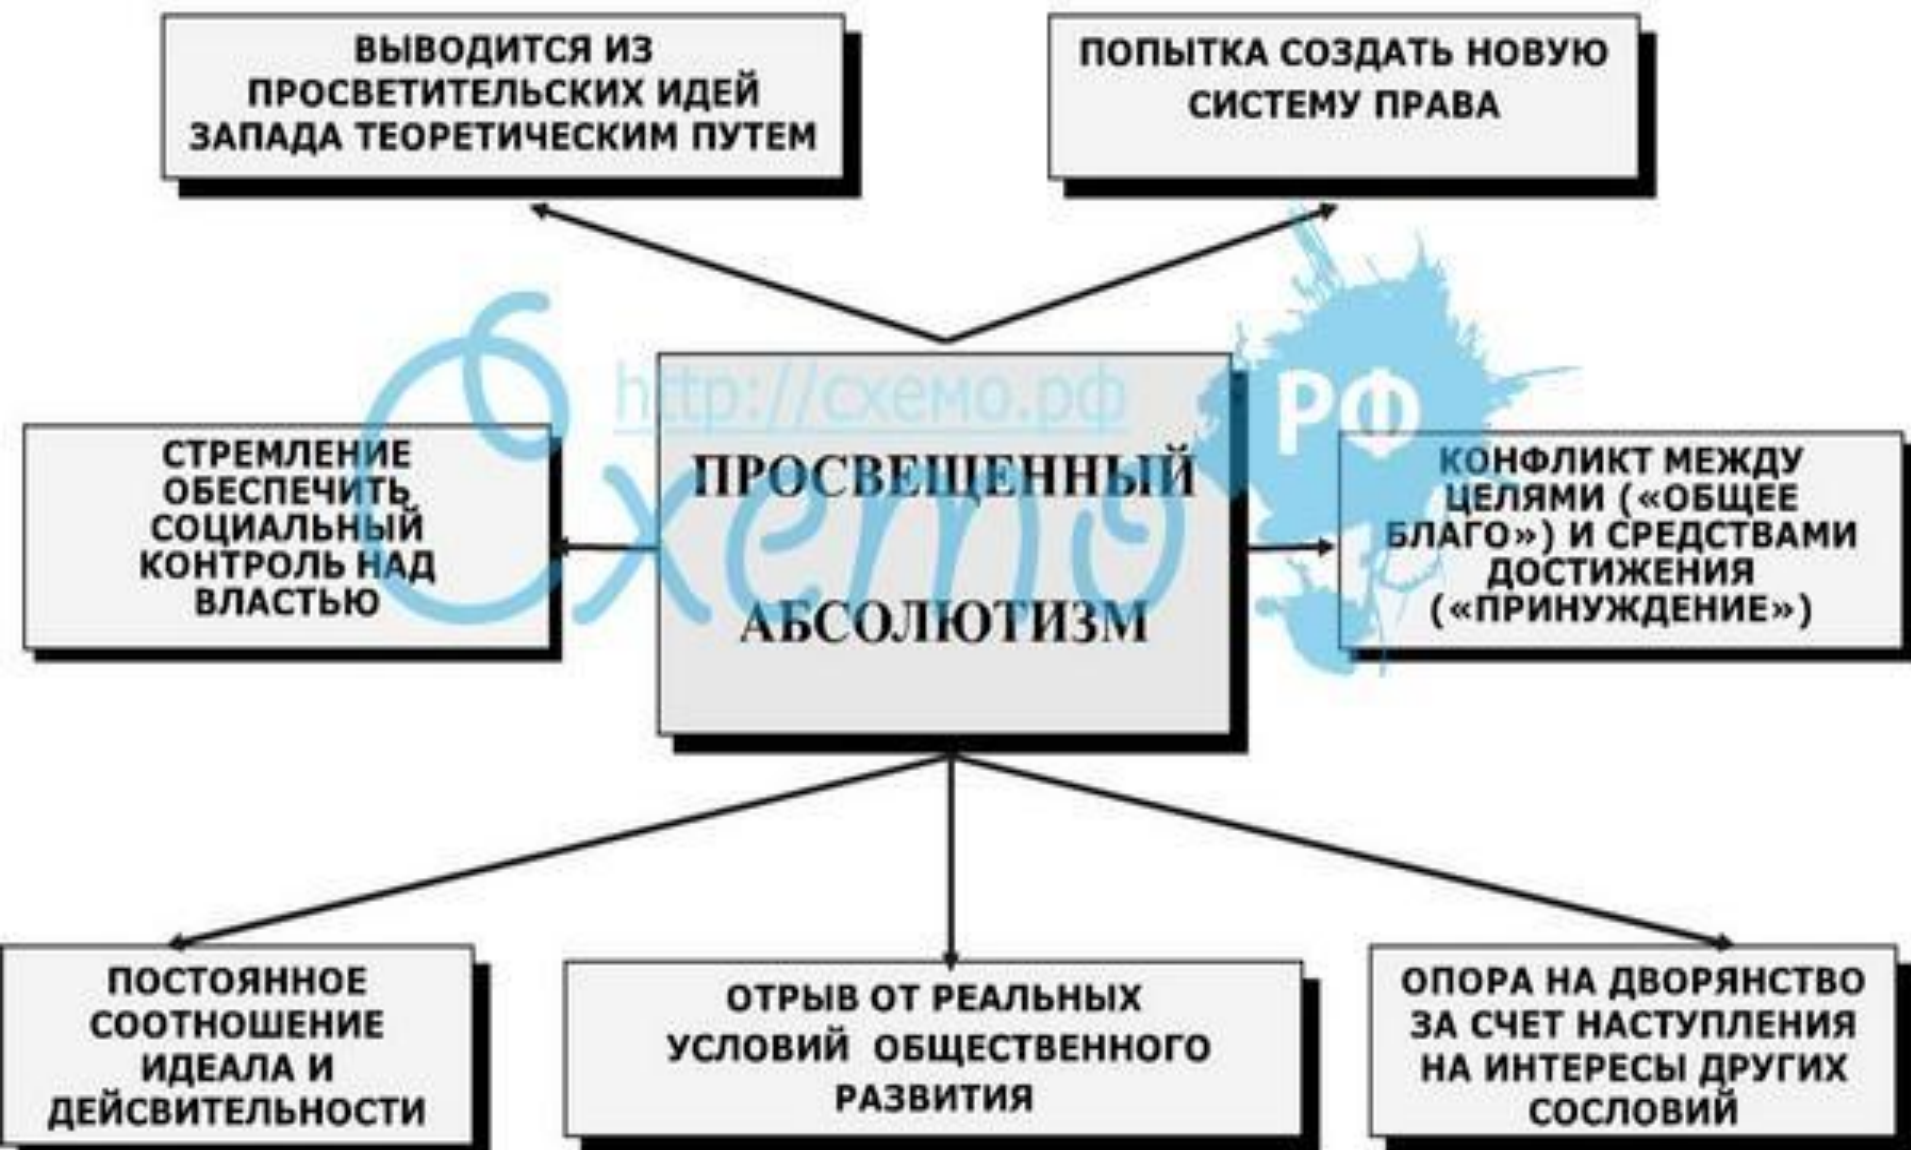 ВЫВОДИТСЯ ИЗ
ПРОСВЕТИТЕЛЬСКИХ ИДЕЙ
ЗАПАДА ТЕОРЕТИЧЕСКИМ ПУТЕМ
ПОПЫТКА СОЗДАТЬ НОВУЮ
СИСТЕМУ ПРАВА
http://схемо.рф
Схемо
РФ
СТРЕМЛЕНИЕ
ОБЕСПЕЧИТЬ
СОЦИАЛЬНЫЙ
КОНТРОЛЬ НАД
ВЛАСТЬЮ
ПРОСВЕЩЕННЫЙ
АБСОЛЮТИЗМ
КОНФЛИКТ МЕЖДУ
ЦЕЛЯМИ («ОБЩЕЕ
БЛАГО») И СРЕДСТВАМИ
ДОСТИЖЕНИЯ
(«ПРИНУЖДЕНИЕ»)
ПОСТОЯННОЕ
СООТНОШЕНИЕ
ИДЕАЛА И
ДЕЙСВИТЕЛЬНОСТИ
ОТРЫВ ОТ РЕАЛЬНЫХ
УСЛОВИЙ ОБЩЕСТВЕННОГО
РАЗВИТИЯ
ОПОРА НА ДВОРЯНСТВО
ЗА СЧЕТ НАСТУПЛЕНИЯ
НА ИНТЕРЕСЫ ДРУГИХ
СОСЛОВИЙ